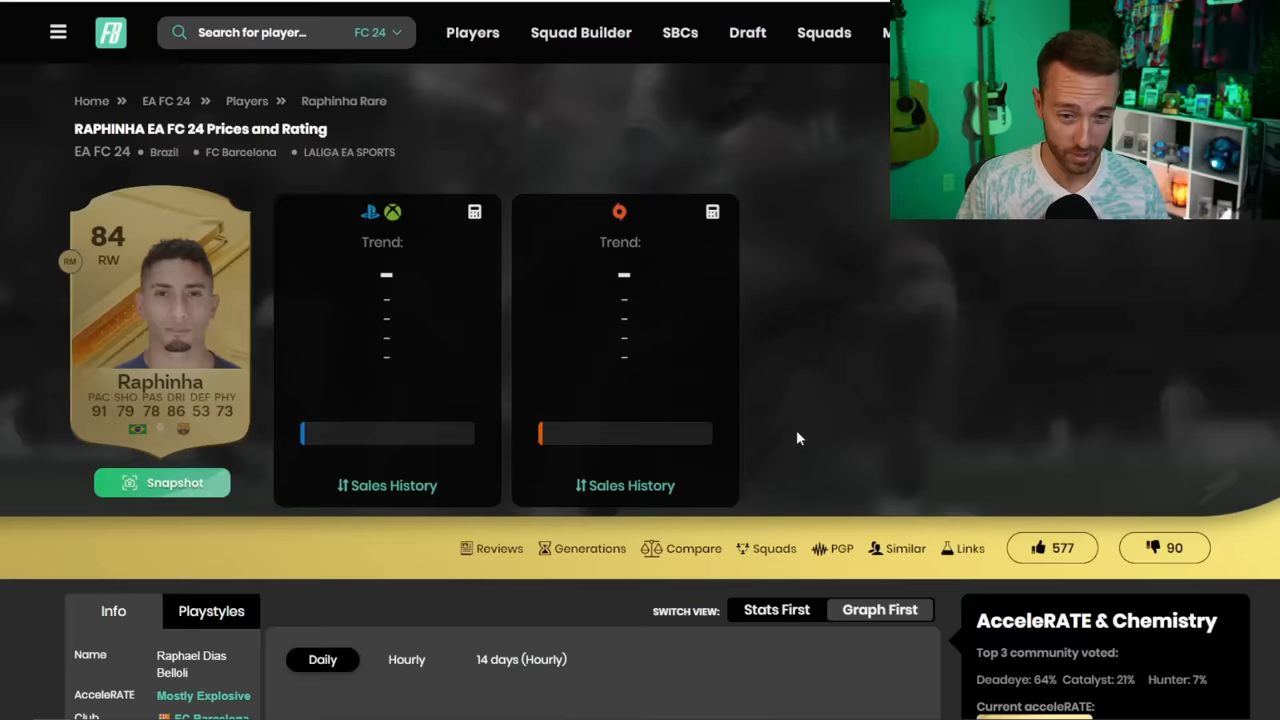 FB Search for player... FC 24 Players Squad Builder SBCs Draft Squads M
Home » EA FC 24 » Players » Raphinha Rare
RAPHINHA EA FC 24 Prices and Rating
EA FC 24 • Brazil • FC Barcelona • LALIGA EA SPORTS
84
RW
RM
Raphinha
PAC SHO PAS DRI DEF PHY
91 79 78 86 53 73
Snapshot
Trend:
-
-
-
-
-
Sales History
Trend:
-
-
-
-
-
Sales History
Reviews Generations Compare Squads PGP Similar Links 577 90
Info Playstyles
Name Raphael Dias
Belloli
AcceleRATE Mostly Explosive
Club FC Barcelona
SWITCH VIEW: Stats First Graph First
Daily Hourly 14 days (Hourly)
AcceleRATE & Chemistry
Top 3 community voted:
Deadeye: 64% Catalyst: 21% Hunter: 7%
Current acceleRATE: